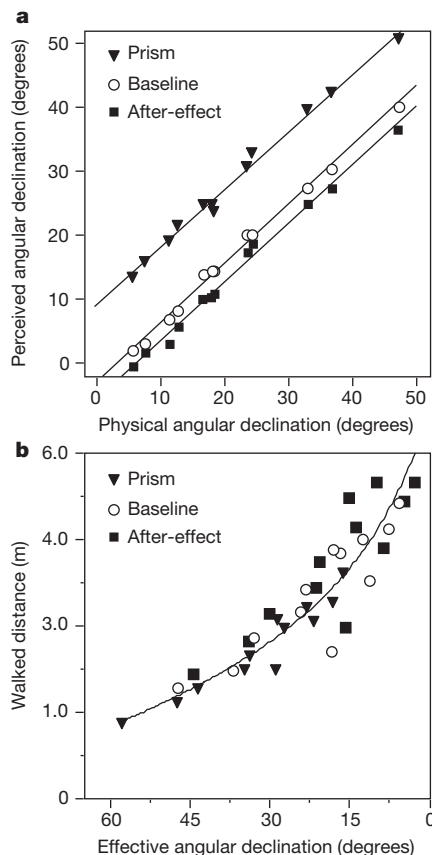 a
50
40
30
20
10
0
Perceived angular declination (degrees)
Prism
Baseline
After-effect
0 10 20 30 40 50
Physical angular declination (degrees)
b
6.0
4.0
3.0
1.0
0
Walked distance (m)
Prism
Baseline
After-effect
60 45 30 15 0
Effective angular declination (degrees)